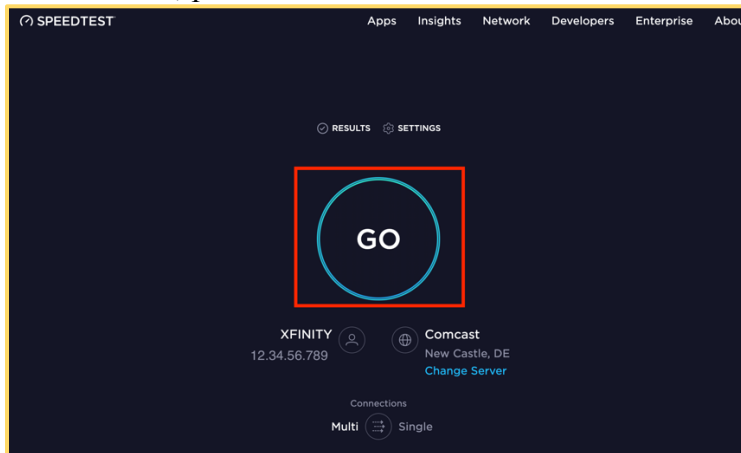 SPEEDTEST Apps Insights Network Developers Enterprise Abou
RESULTS SETTINGS
GO
XFINITY Comcast
12.34.56.789 New Castle, DE
Change Server
Connections
Multi Single